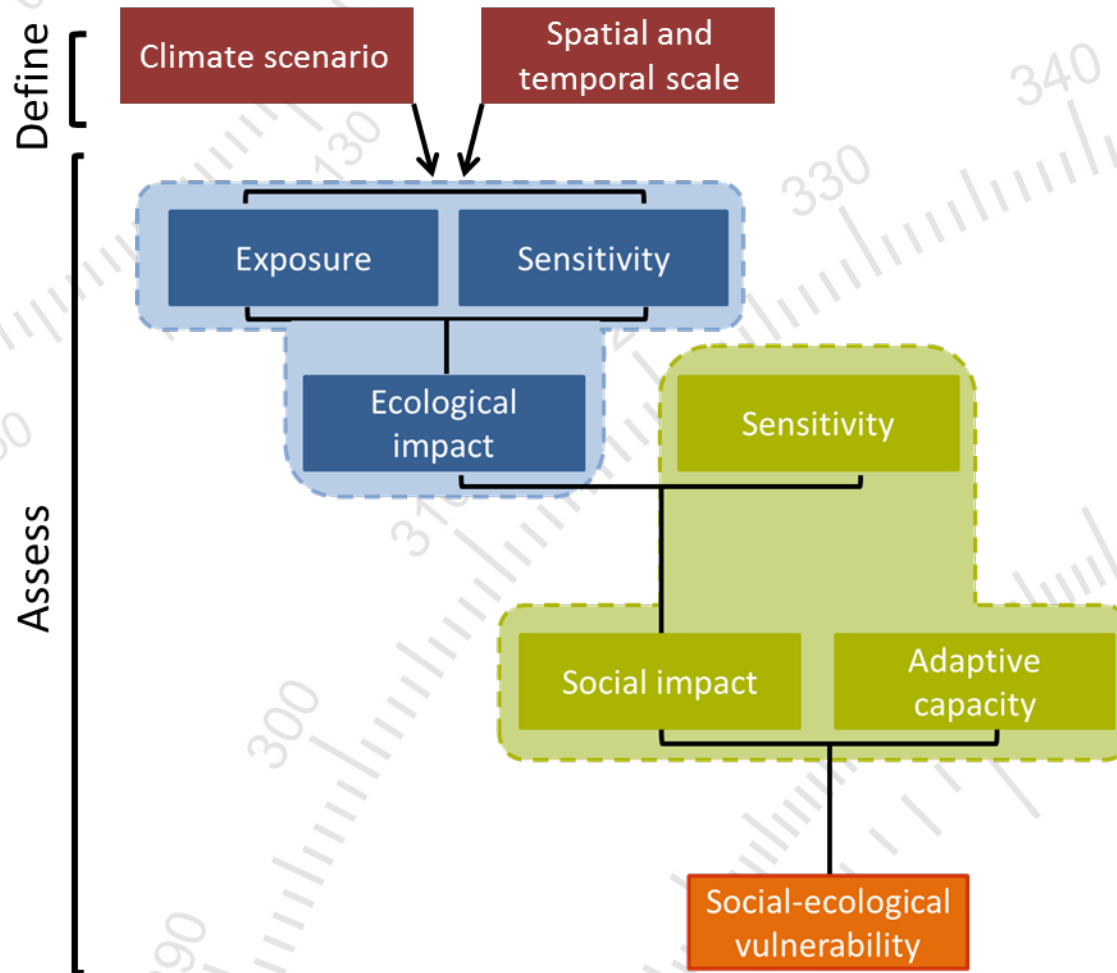 Define
Climate scenario
Spatial and
temporal scale
340
130
330
Assess
Exposure
Sensitivity
Ecological
impact
Sensitivity
310
Social impact
Adaptive
capacity
300
Social-ecological
vulnerability